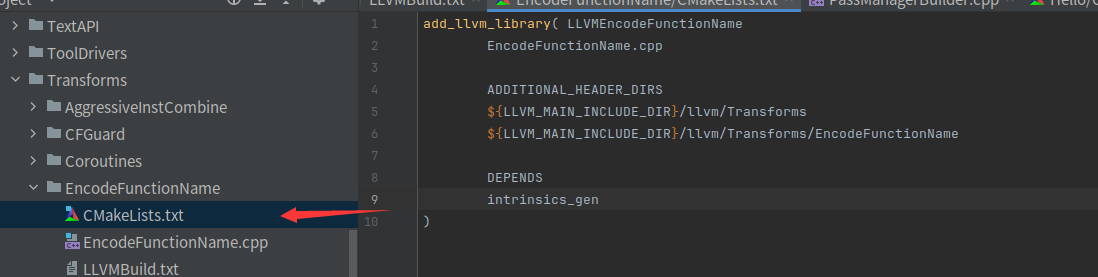 LLVMBuild.txt
EncodeFunctionName/CMakeLists.txt
PassManagerBuilder.cpp
TextAPI
ToolDrivers
Transforms
AggressiveInstCombine
CFGuard
Coroutines
EncodeFunctionName
CMakeLists.txt
EncodeFunctionName.cpp
LLVMBuild.txt
1 add_llvm_library( LLVMEncodeFunctionName
2 EncodeFunctionName.cpp
3
4 ADDITIONAL_HEADER_DIRS
5 ${LLVM_MAIN_INCLUDE_DIR}/llvm/Transforms
6 ${LLVM_MAIN_INCLUDE_DIR}/llvm/Transforms/EncodeFunctionName
7
8 DEPENDS
9 intrinsics_gen
10 )